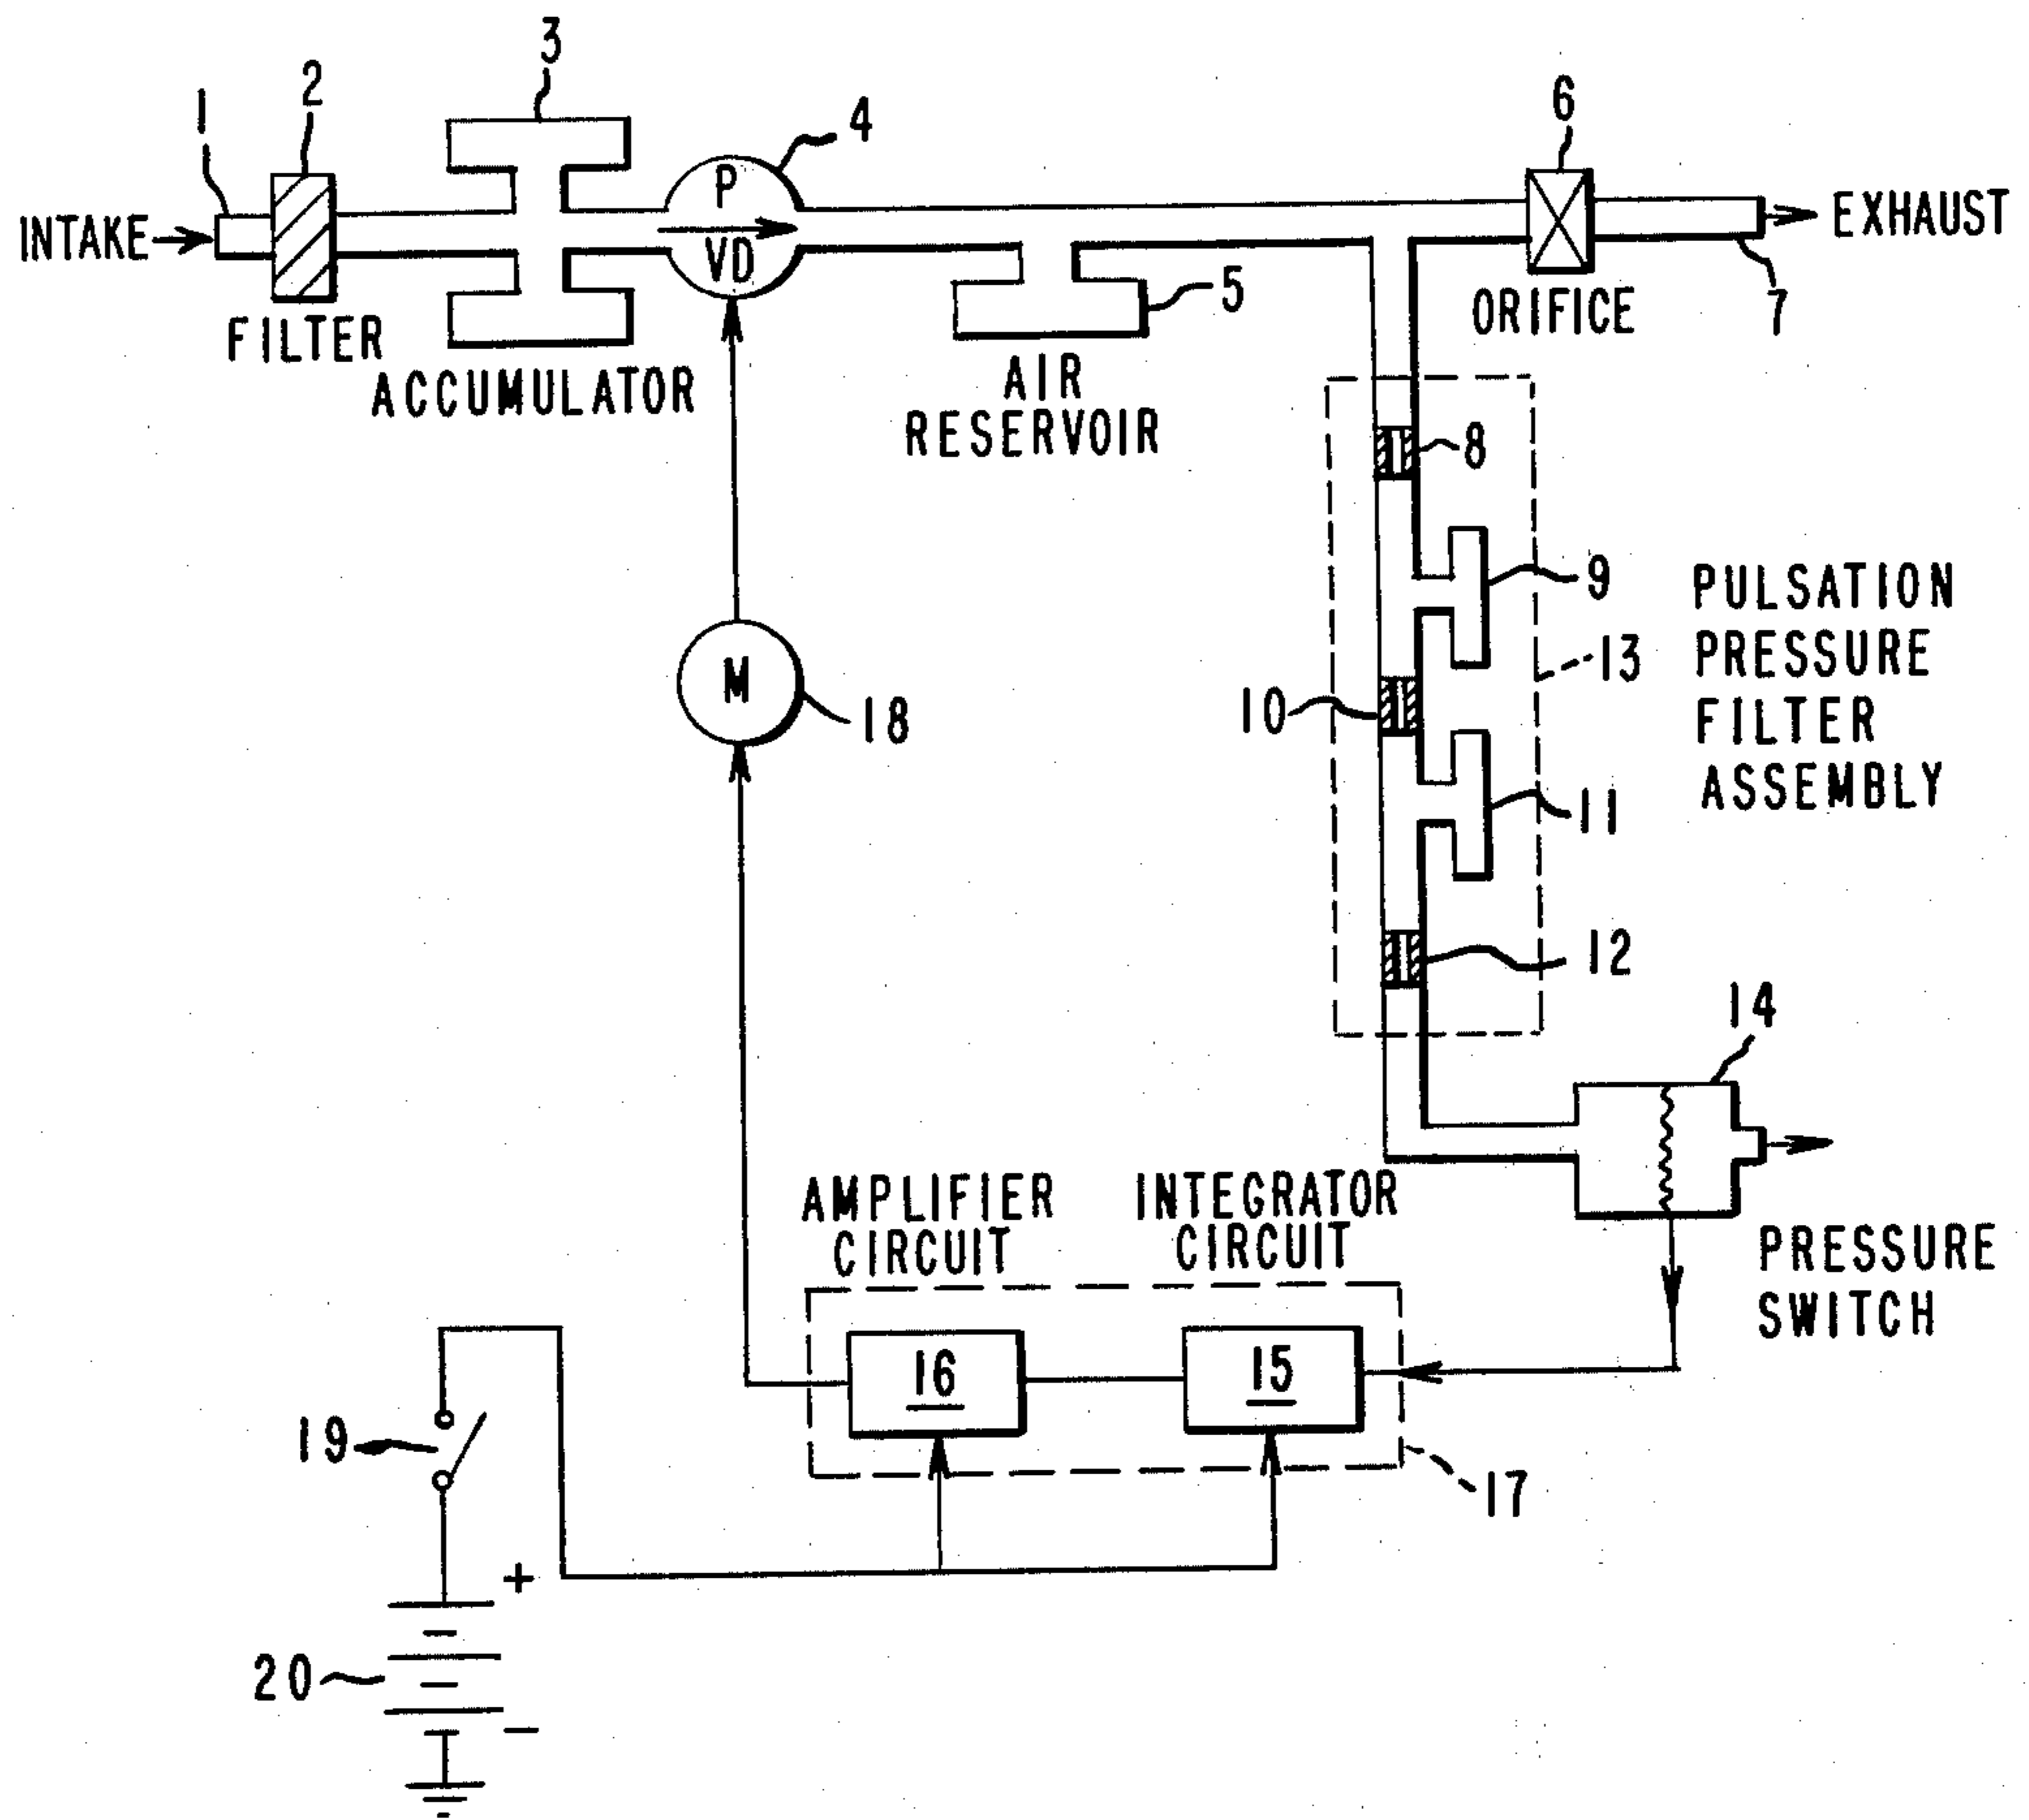 3
2
1
4
6
P
INTAKE
EXHAUST
VD
5
7
FILTER
ORIFICE
ACCUMULATOR
AIR
RESERVOIR
8
9
PULSATION
PRESSURE
FILTER
ASSEMBLY
13
M
10
18
11
12
14
AMPLIFIER
CIRCUIT
INTEGRATOR
CIRCUIT
PRESSURE
SWITCH
16
15
19
17
+
20
−